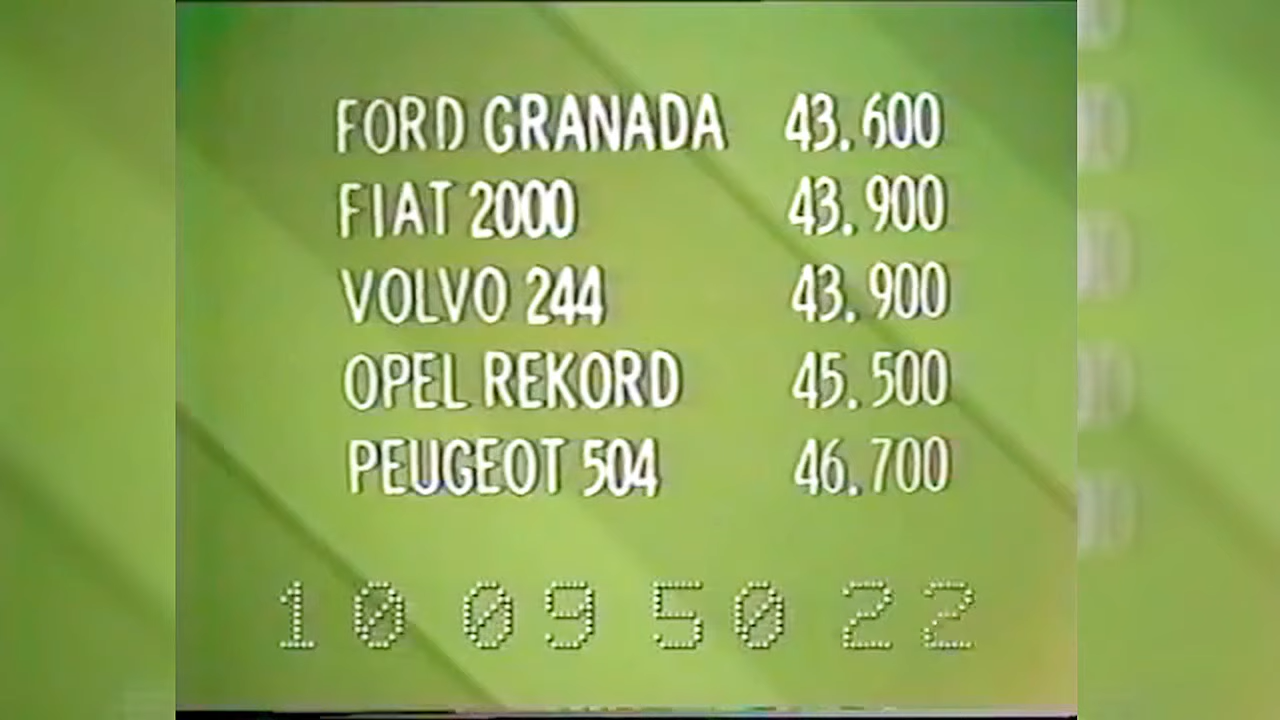 FORD GRANADA 43.600
FIAT 2000 43.900
VOLVO 244 43.900
OPEL REKORD 45.500
PEUGEOT 504 46.700
10 09 50 22